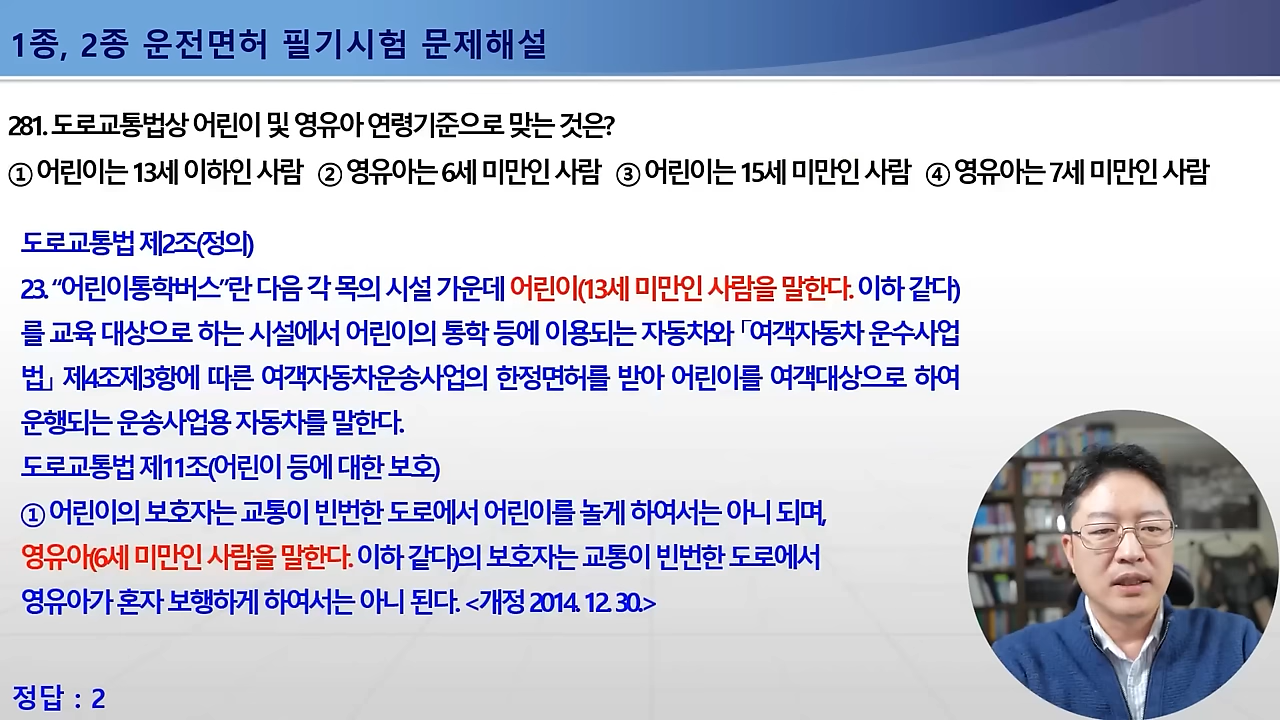 1종, 2종 운전면허 필기시험 문제해설
281. 도로교통법상 어린이 및 영유아 연령기준으로 맞는 것은?
① 어린이는 13세 이하인 사람 ② 영유아는 6세 미만인 사람 ③ 어린이는 15세 미만인 사람 ④ 영유아는 7세 미만인 사람
도로교통법 제2조(정의)
23. “어린이통학버스”란 다음 각 목의 시설 가운데 어린이(13세 미만인 사람을 말한다. 이하 같다)
를 교육 대상으로 하는 시설에서 어린이의 통학 등에 이용되는 자동차와 「여객자동차 운수사업
법」 제4조제3항에 따른 여객자동차운송사업의 한정면허를 받아 어린이를 여객대상으로 하여
운행되는 운송사업용 자동차를 말한다.
도로교통법 제11조(어린이 등에 대한 보호)
① 어린이의 보호자는 교통이 빈번한 도로에서 어린이를 놀게 하여서는 아니 되며,
영유아(6세 미만인 사람을 말한다. 이하 같다)의 보호자는 교통이 빈번한 도로에서
영유아가 혼자 보행하게 하여서는 아니 된다. <개정 2014. 12. 30.>
정답 : 2